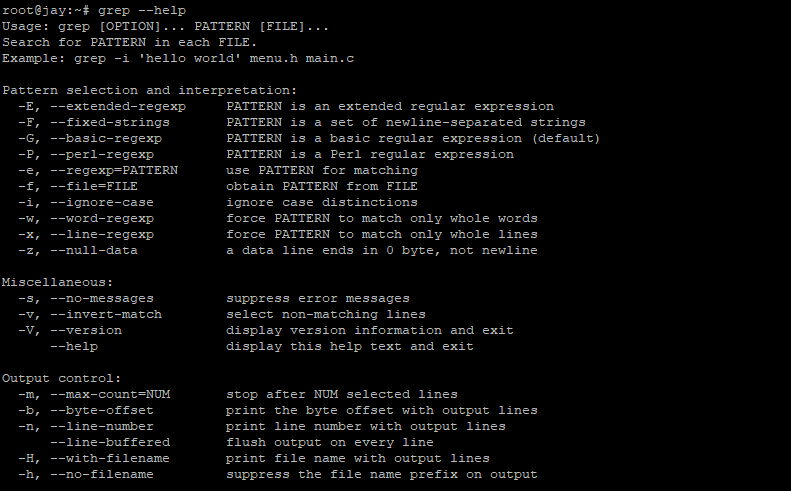 root@jay:~# grep --help
Usage: grep [OPTION]... PATTERN [FILE]...
Search for PATTERN in each FILE.
Example: grep -i 'hello world' menu.h main.c

Pattern selection and interpretation:
  -E, --extended-regexp     PATTERN is an extended regular expression
  -F, --fixed-strings       PATTERN is a set of newline-separated strings
  -G, --basic-regexp        PATTERN is a basic regular expression (default)
  -P, --perl-regexp         PATTERN is a Perl regular expression
  -e, --regexp=PATTERN      use PATTERN for matching
  -f, --file=FILE           obtain PATTERN from FILE
  -i, --ignore-case         ignore case distinctions
  -w, --word-regexp         force PATTERN to match only whole words
  -x, --line-regexp         force PATTERN to match only whole lines
  -z, --null-data           a data line ends in 0 byte, not newline

Miscellaneous:
  -s, --no-messages         suppress error messages
  -v, --invert-match        select non-matching lines
  -V, --version             display version information and exit
      --help                display this help text and exit

Output control:
  -m, --max-count=NUM       stop after NUM selected lines
  -b, --byte-offset         print the byte offset with output lines
  -n, --line-number         print line number with output lines
      --line-buffered       flush output on every line
  -H, --with-filename       print file name with output lines
  -h, --no-filename         suppress the file name prefix on output